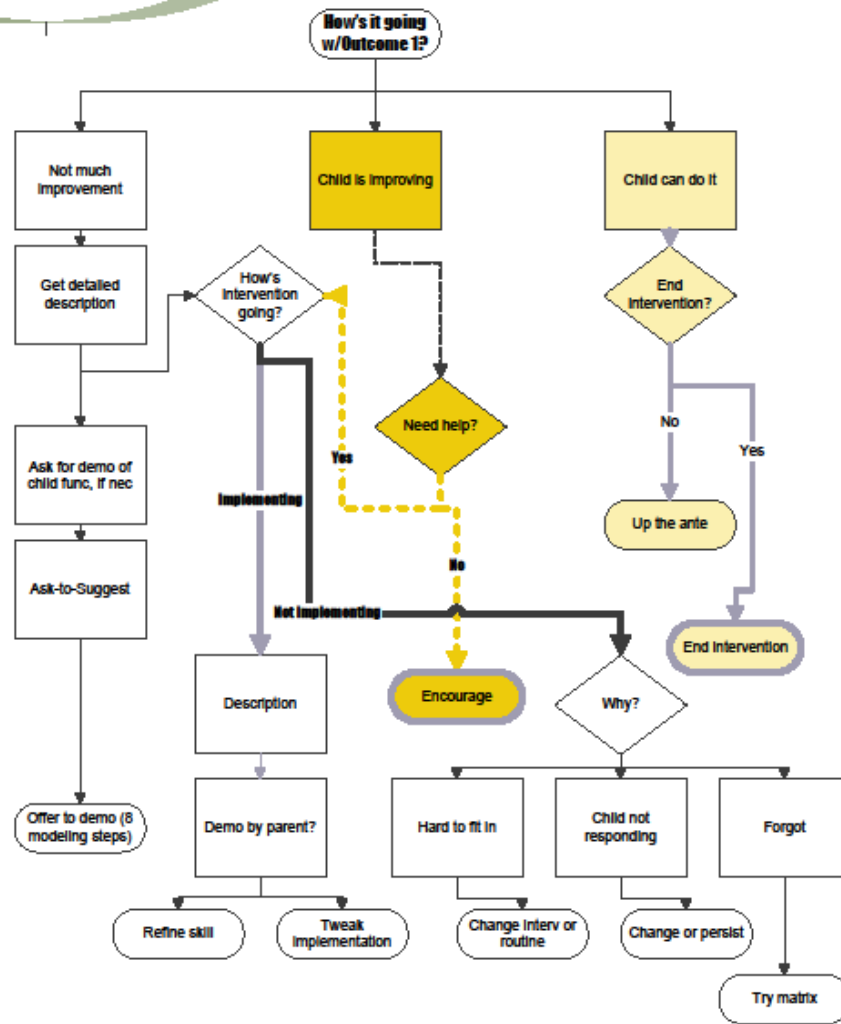 How's it going
w/Outcome 1?
Not much
improvement
Child is improving
Child can do it
Get detailed
description
How's
intervention
going?
End
intervention?
Need help?
No
Yes
Yes
Ask for demo of
child func, if nec
Implementing
Up the ante
No
Ask-to-Suggest
Not implementing
End intervention
Description
Encourage
Why?
Offer to demo (8
modeling steps)
Demo by parent?
Hard to fit in
Child not
responding
Forgot
Refine skill
Tweak
implementation
Change interv or
routine
Change or persist
Try matrix